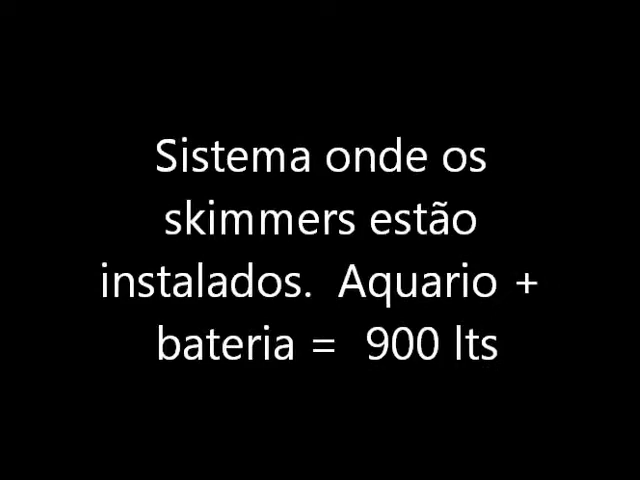 Sistema onde os
skimmers estão
instalados.  Aquario +
bateria =  900 lts